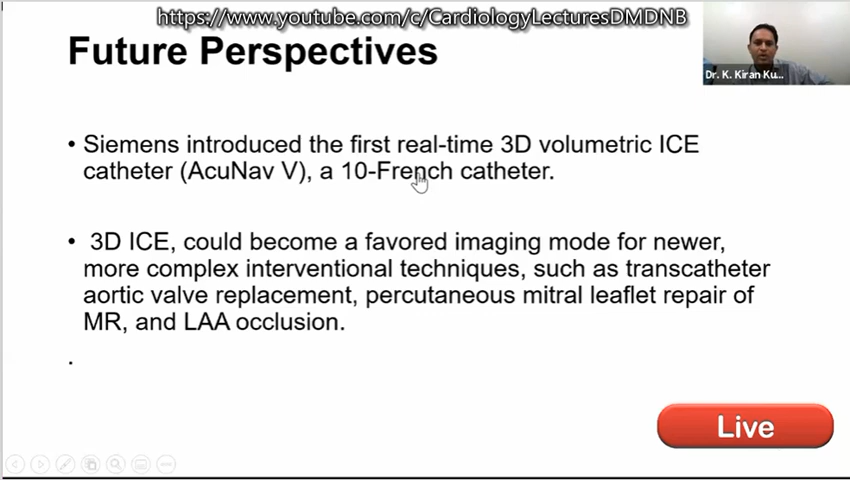 https://www.youtube.com/c/CardiologyLecturesDMDNB
Future Perspectives
Dr. K. Kiran Ku...
• Siemens introduced the first real-time 3D volumetric ICE
catheter (AcuNav V), a 10-French catheter.
• 3D ICE, could become a favored imaging mode for newer,
more complex interventional techniques, such as transcatheter
aortic valve replacement, percutaneous mitral leaflet repair of
MR, and LAA occlusion.
.
Live